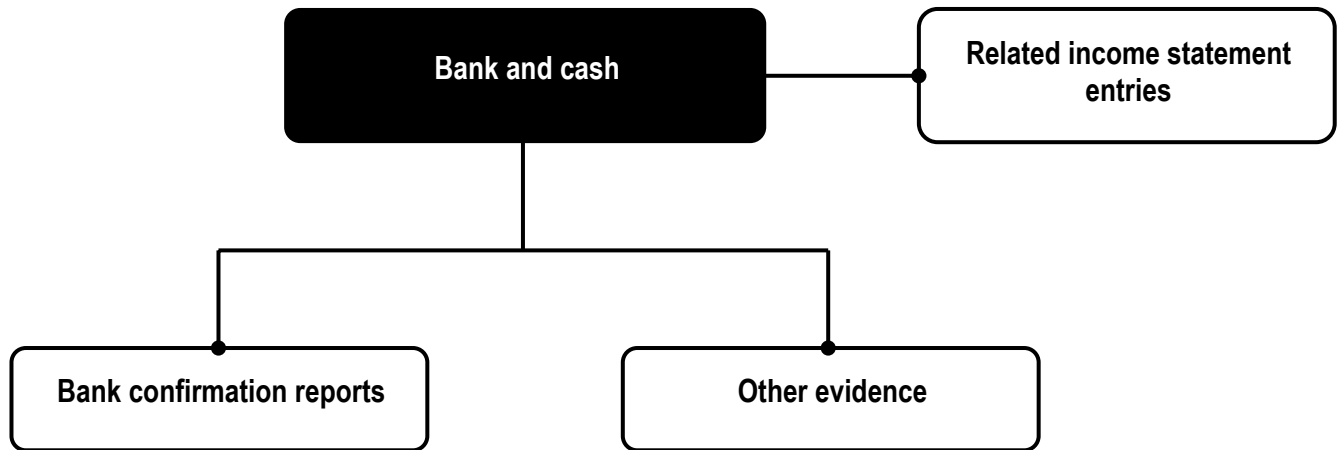 Bank and cash
Related income statement
entries
Bank confirmation reports
Other evidence